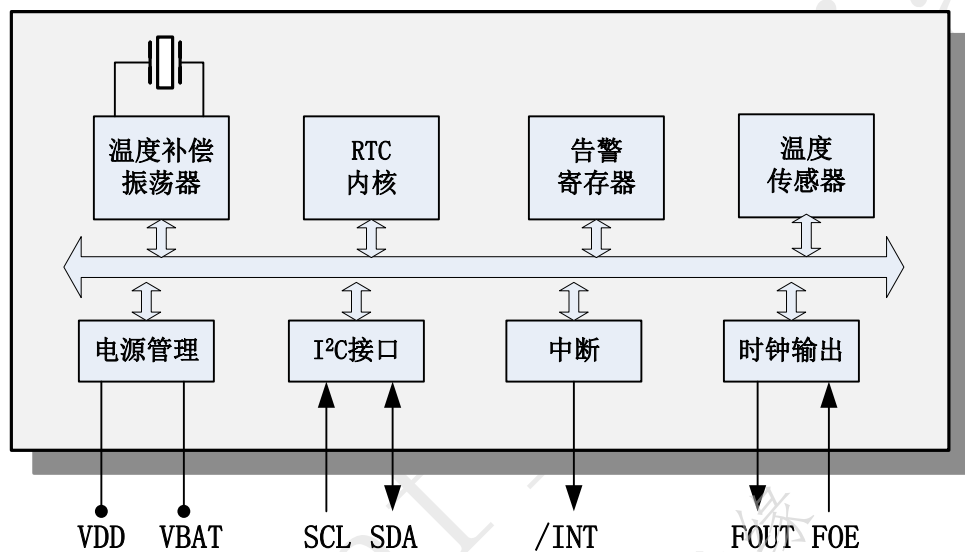 温度补偿
振荡器
RTC
内核
告警
寄存器
温度
传感器
电源管理
I²C接口
中断
时钟输出
VDD
VBAT
SCL
SDA
/INT
FOUT
FOE